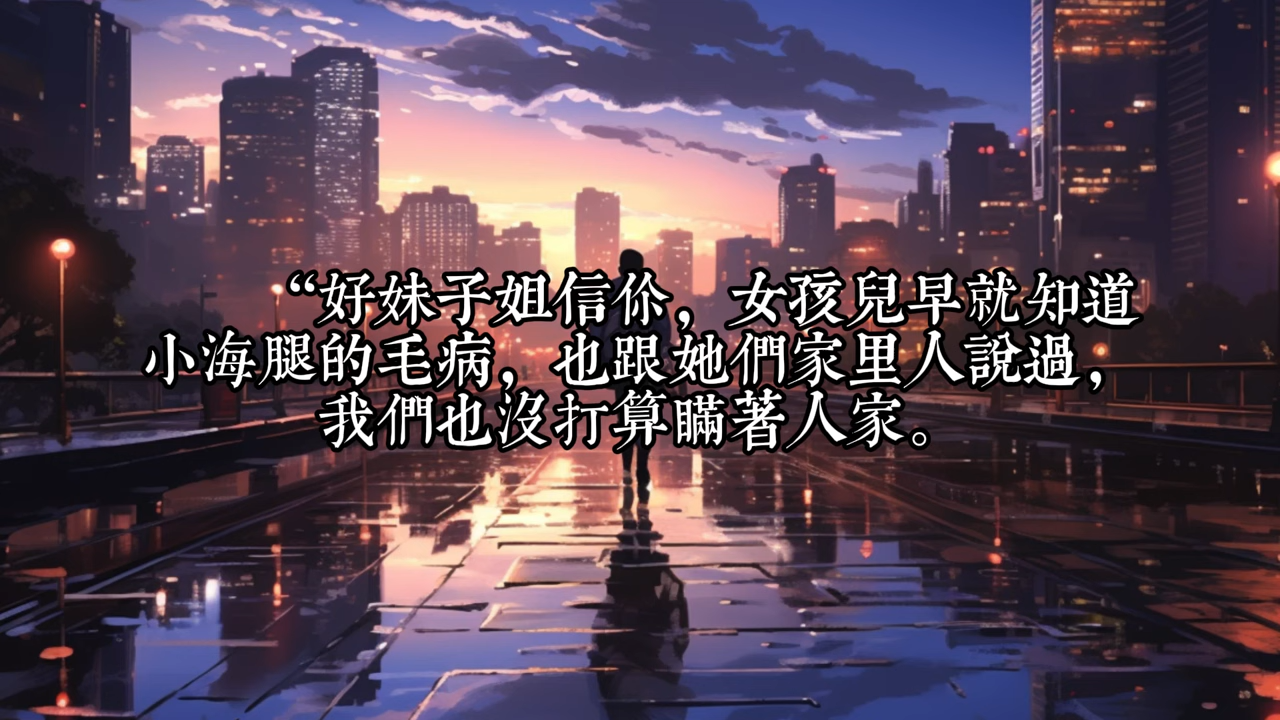 “好妹子姐信你，女孩兒早就知道
小海腿的毛病，也跟她們家里人說過，
我們也沒打算瞞著人家。